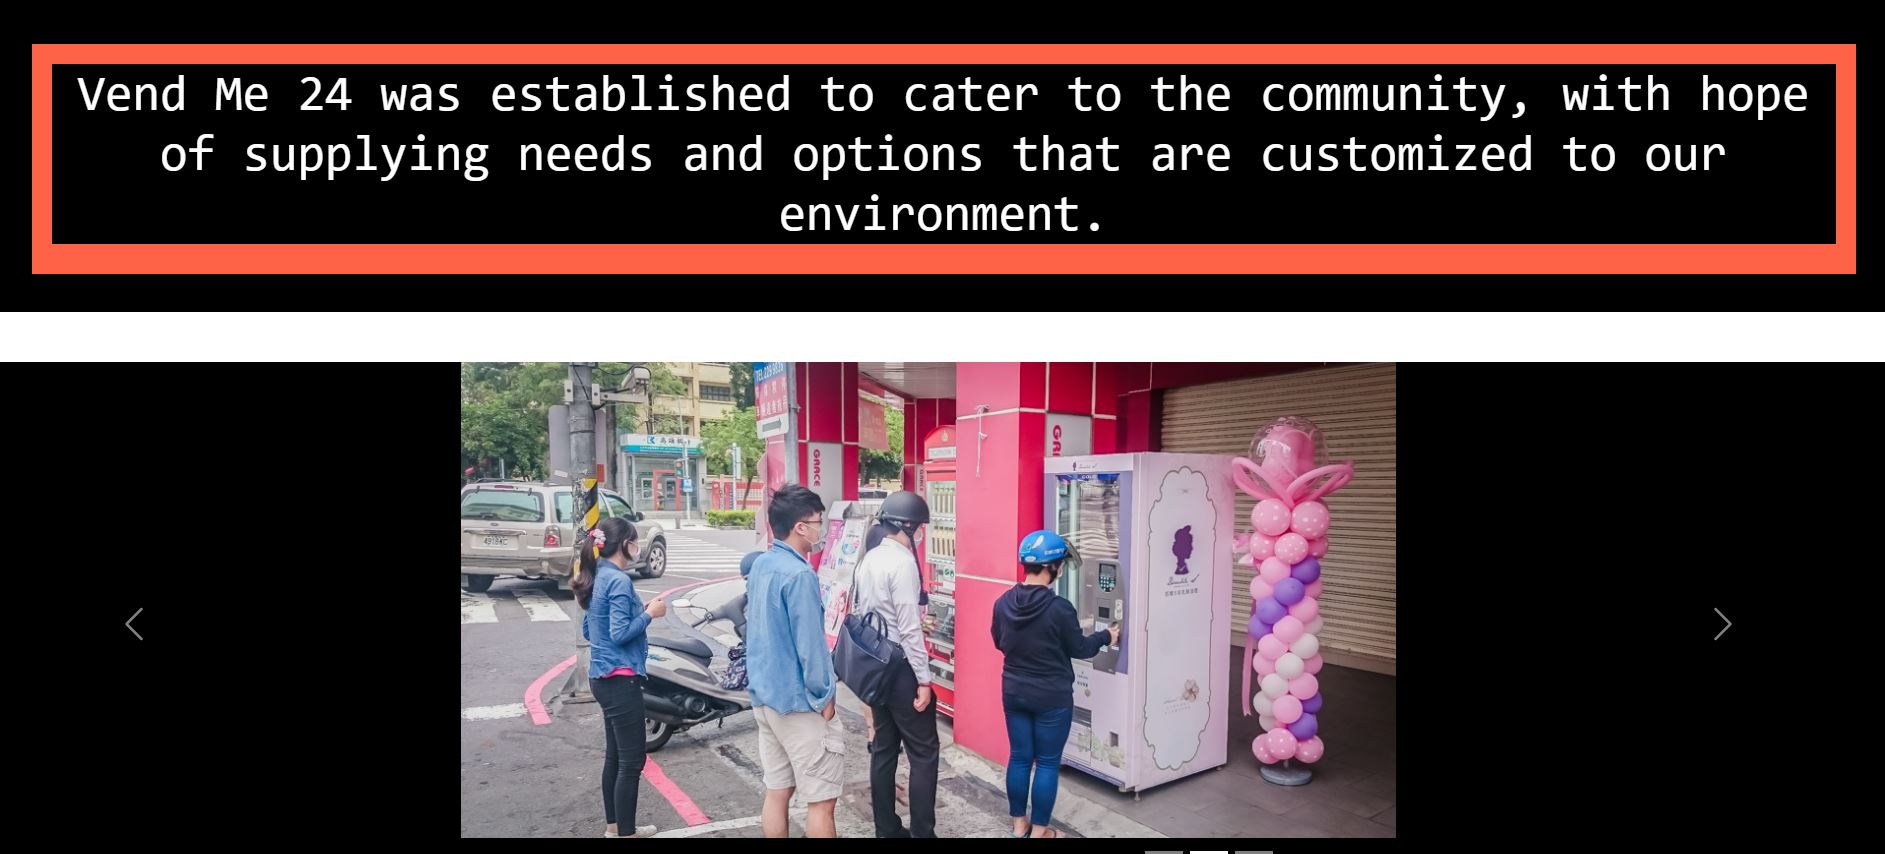 Vend Me 24 was established to cater to the community, with hope
of supplying needs and options that are customized to our
environment.
GRACE